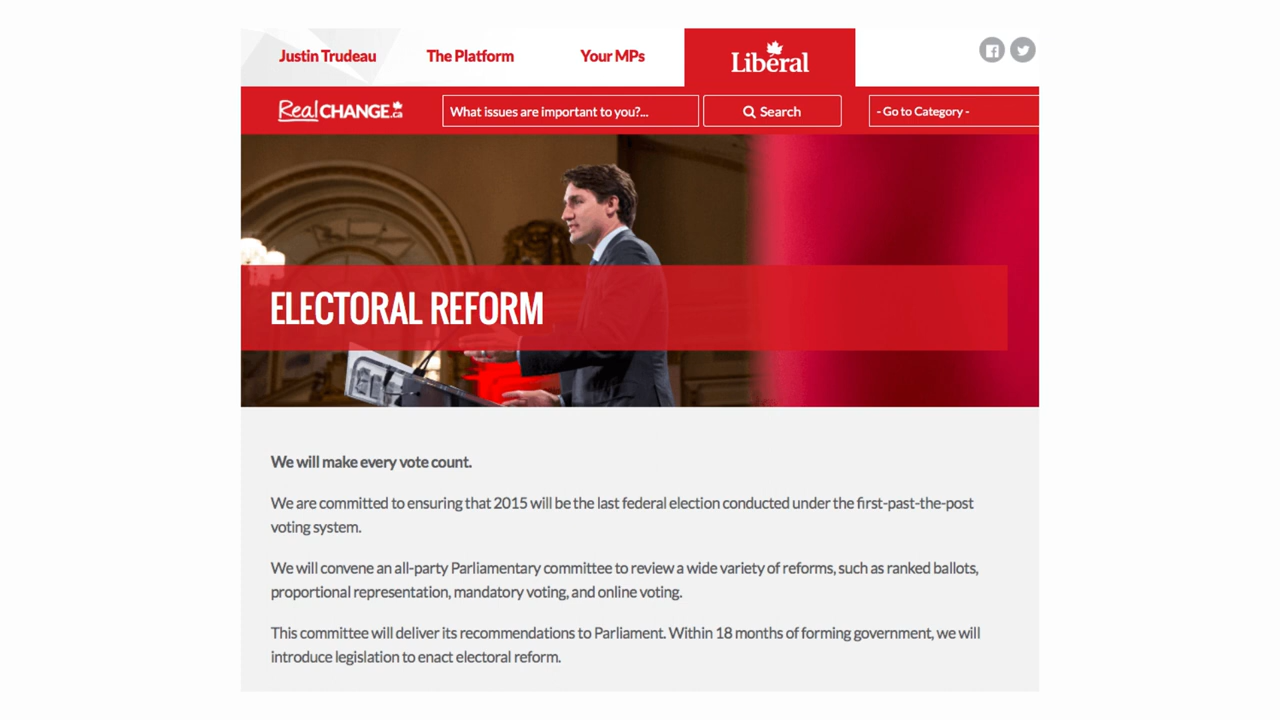 Justin Trudeau The Platform Your MPs Liberal
RealCHANGE.ca What issues are important to you?... Search - Go to Category -
ELECTORAL REFORM
We will make every vote count.
We are committed to ensuring that 2015 will be the last federal election conducted under the first-past-the-post
voting system.
We will convene an all-party Parliamentary committee to review a wide variety of reforms, such as ranked ballots,
proportional representation, mandatory voting, and online voting.
This committee will deliver its recommendations to Parliament. Within 18 months of forming government, we will
introduce legislation to enact electoral reform.